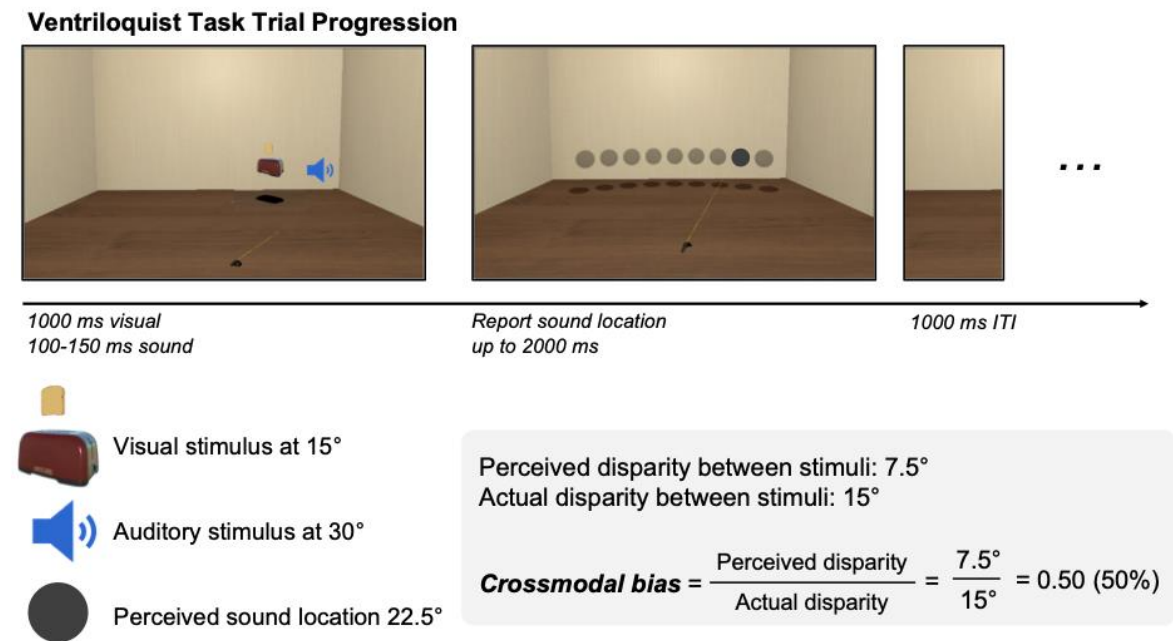 Ventriloquist Task Trial Progression
...
1000 ms visual
100-150 ms sound
Report sound location
up to 2000 ms
1000 ms ITI
Visual stimulus at 15°
Auditory stimulus at 30°
Perceived sound location 22.5°
Perceived disparity between stimuli: 7.5°
Actual disparity between stimuli: 15°
Crossmodal bias = Perceived disparity / Actual disparity = 7.5° / 15° = 0.50 (50%)